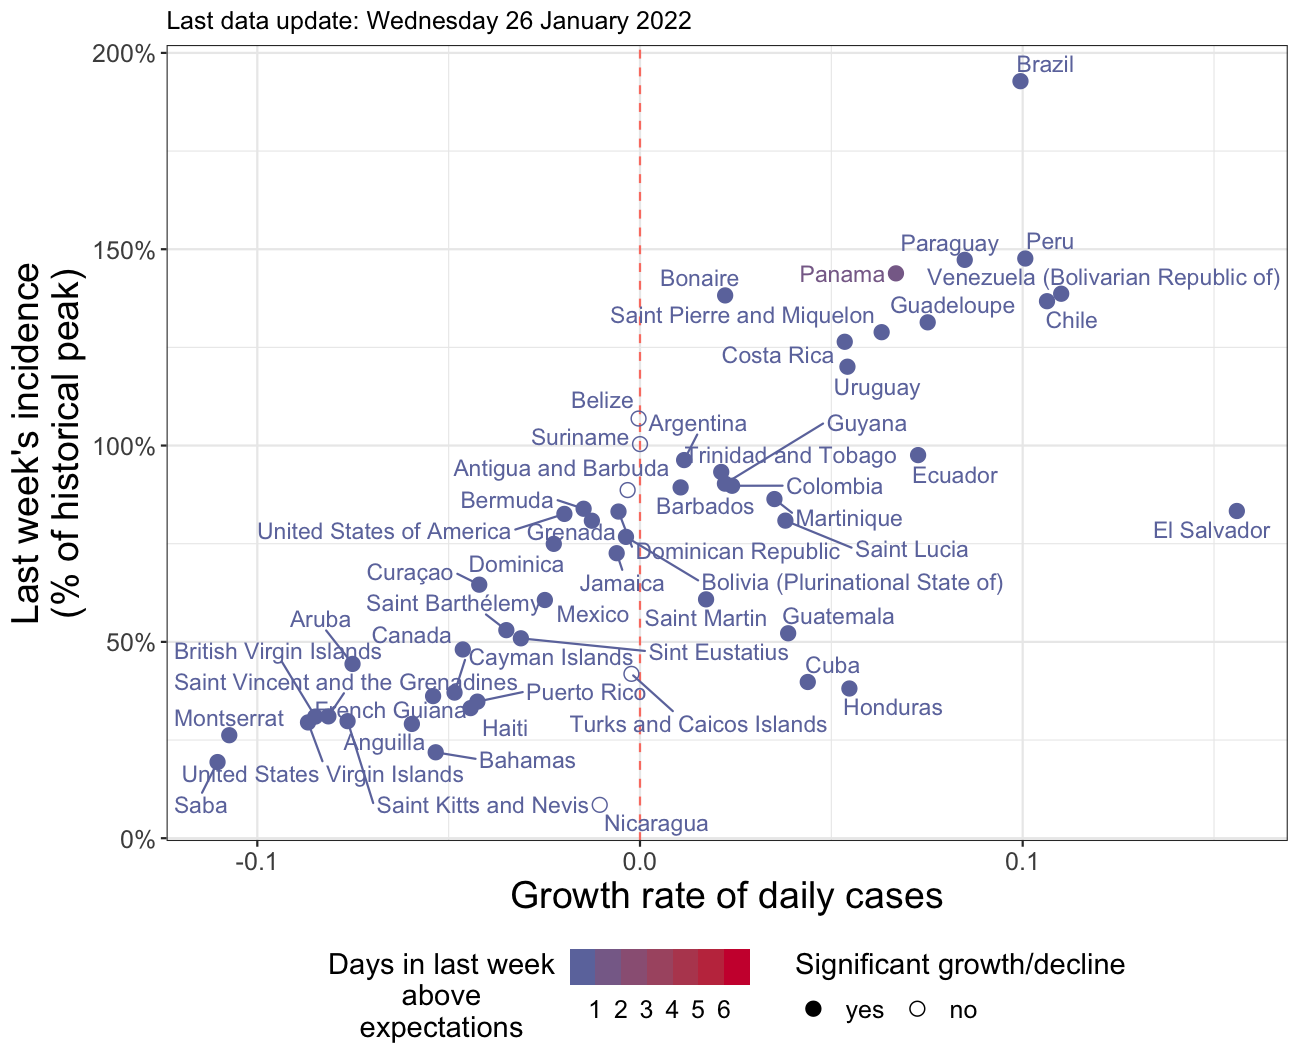 Last data update: Wednesday 26 January 2022
200%
Brazil
150%
Paraguay
Peru
Panama
Venezuela (Bolivarian Republic of)
Bonaire
Guadeloupe
Saint Pierre and Miquelon
Chile
Costa Rica
Uruguay
Belize
Argentina
Guyana
Suriname
100%
Trinidad and Tobago
Antigua and Barbuda
Ecuador
Colombia
Bermuda
Barbados
Martinique
United States of America
Grenada
El Salvador
Dominican Republic
Saint Lucia
Dominica
Curaçao
Jamaica
Bolivia (Plurinational State of)
Saint Barthélemy
Mexico
Saint Martin
Guatemala
Aruba
Canada
50%
British Virgin Islands
Cayman Islands
Sint Eustatius
Cuba
Saint Vincent and the Grenadines
Puerto Rico
French Guiana
Honduras
Montserrat
Haiti
Turks and Caicos Islands
Anguilla
Bahamas
United States Virgin Islands
Saba
Saint Kitts and Nevis
Nicaragua
0%
-0.1
0.0
0.1
Last week's incidence
(% of historical peak)
Growth rate of daily cases
Days in last week
above
expectations
1 2 3 4 5 6
Significant growth/decline
yes no